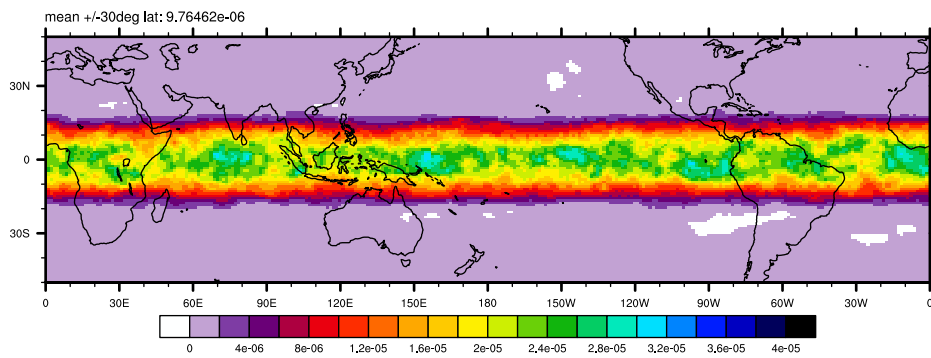 mean +/-30deg lat: 9.76462e-06
30N
0
30S
0 30E 60E 90E 120E 150E 180 150W 120W 90W 60W 30W 0
0 4e-06 8e-06 1.2e-05 1.6e-05 2e-05 2.4e-05 2.8e-05 3.2e-05 3.6e-05 4e-05